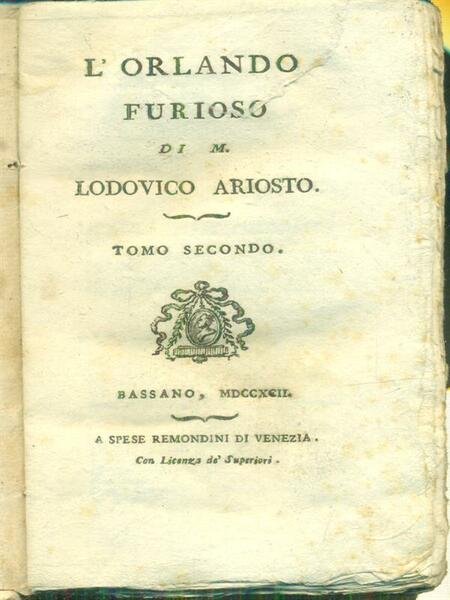 L' ORLANDO
FURIOSO
DI M.
LODOVICO ARIOSTO.
TOMO SECONDO.
BASSANO, MDCCXCII.
A SPESE REMONDINI DI VENEZIA.
Con Licenza de' Superiori.